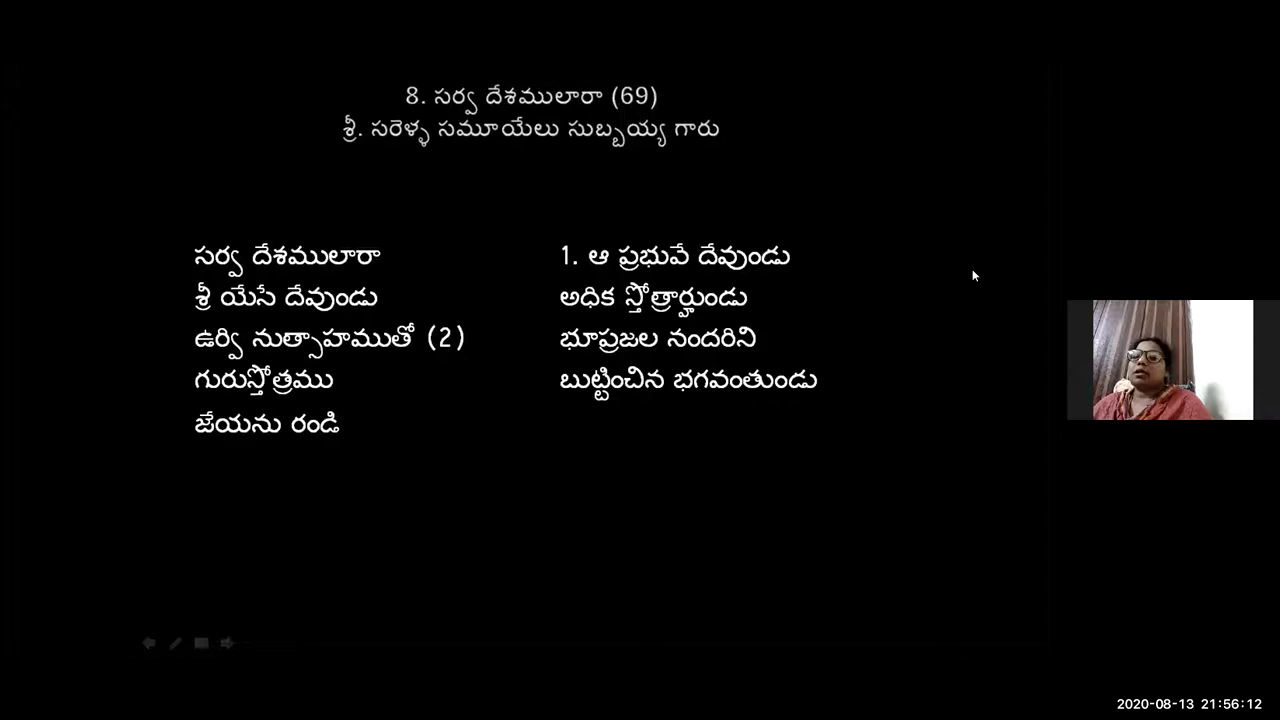 8. సర్వ దేశములారా (69)
శ్రీ. సరెళ్ళ సమూయేలు సుబ్బయ్య గారు
సర్వ దేశములారా
శ్రీ యేసే దేవుండు
ఉర్వి నుత్సాహముతో (2)
గురుస్తోత్రము
జేయను రండి
1. ఆ ప్రభువే దేవుండు
అధిక స్తోత్రార్హుండు
భూప్రజల నందరిని
బుట్టించిన భగవంతుండు
2020-08-13 21:56:12